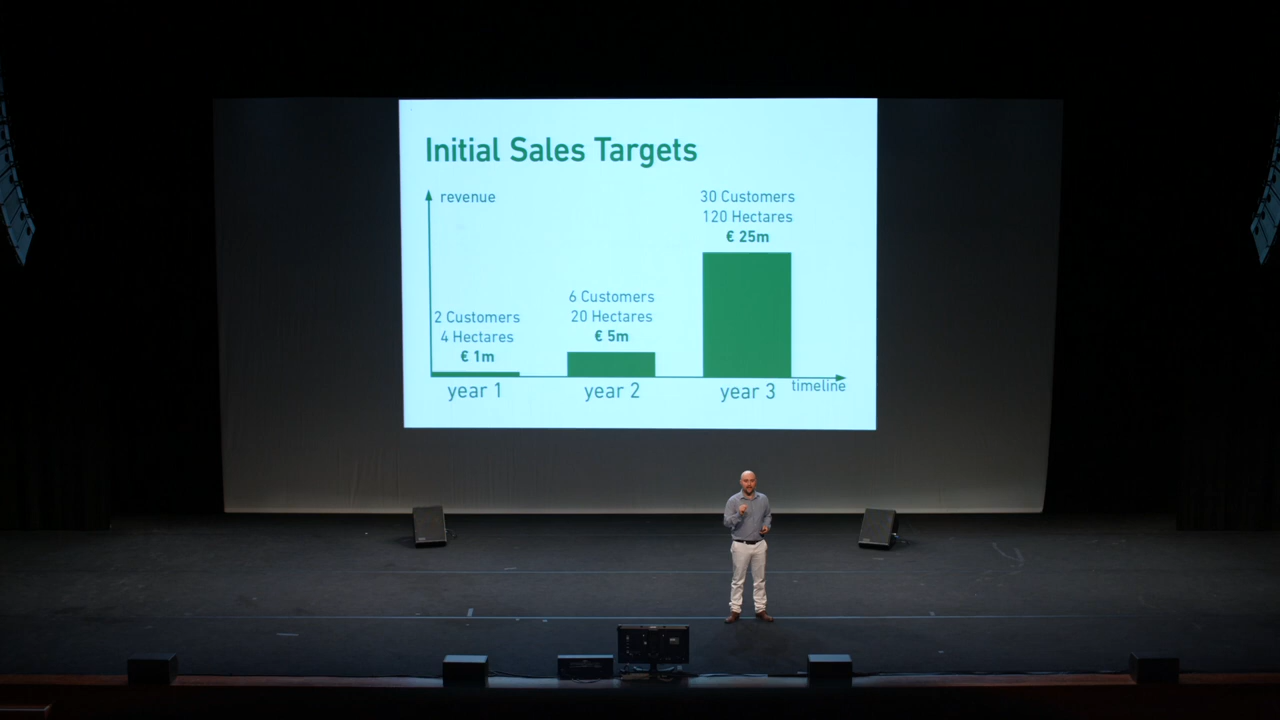 Initial Sales Targets
revenue
30 Customers
120 Hectares
€ 25m
6 Customers
20 Hectares
€ 5m
2 Customers
4 Hectares
€ 1m
year 1
year 2
year 3
timeline